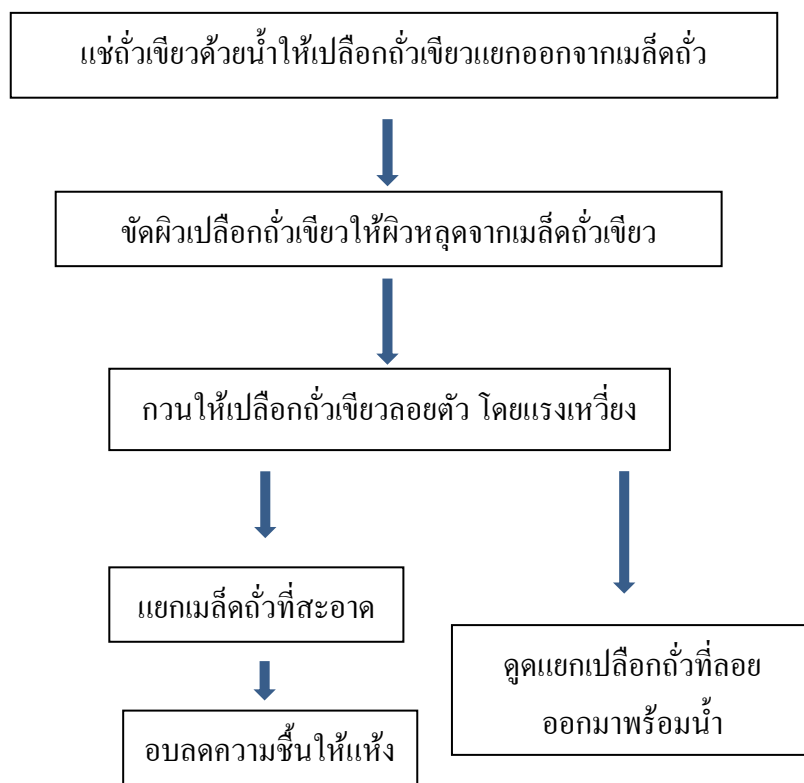 แช่ถั่วเขียวด้วยน้ำให้เปลือกถั่วเขียวแยกออกจากเมล็ดถั่ว
ขัดผิวเปลือกถั่วเขียวให้ผิวหลุดจากเมล็ดถั่วเขียว
กวนให้เปลือกถั่วเขียวลอยตัว โดยแรงเหวี่ยง
แยกเมล็ดถั่วที่สะอาด
อบลดความชื้นให้แห้ง
ดูดแยกเปลือกถั่วที่ลอย
ออกมาพร้อมน้ำ